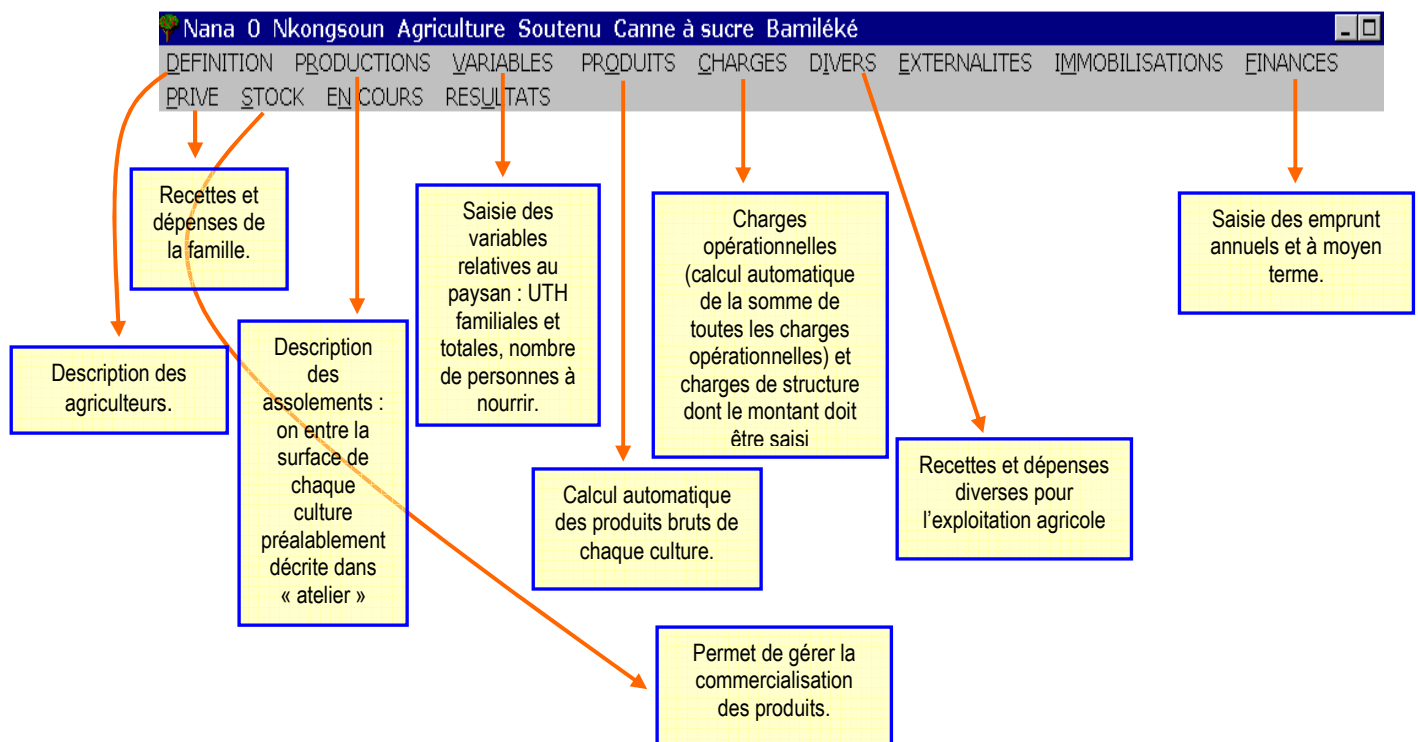 Nana 0 Nkongsoun Agriculture Soutenu Canne à sucre Bamiléké
DEFINITION PRODUCTIONS VARIABLES PRODUITS CHARGES DIVERS EXTERNALITES IMMOBILISATIONS FINANCES
PRIVE STOCK EN COURS RESULTATS
Recettes et
dépenses de
la famille.
Saisie des
variables
relatives au
paysan : UTH
familiales et
totales, nombre
de personnes à
nourrir.
Charges
opérationnelles
(calcul automatique
de la somme de
toutes les charges
opérationnelles) et
charges de structure
dont le montant doit
être saisi
Saisie des emprunt
annuels et à moyen
terme.
Description des
agriculteurs.
Description
des
assolements :
on entre la
surface de
chaque
culture
préalablement
décrite dans
« atelier »
Calcul automatique
des produits bruts de
chaque culture.
Recettes et dépenses
diverses pour
l'exploitation agricole
Permet de gérer la
commercialisation
des produits.